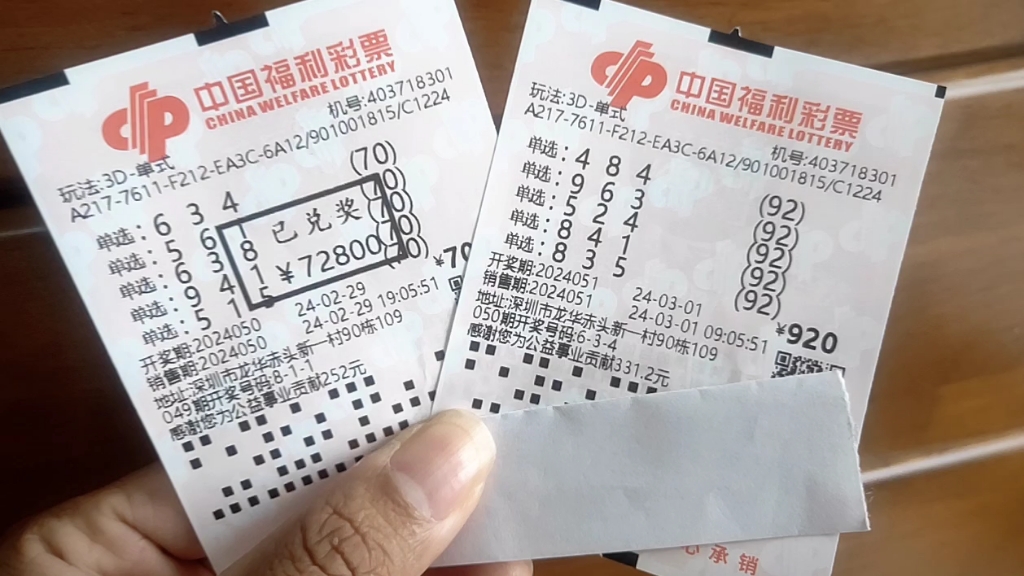 中国福利彩票
CHINA WELFARE LOTTERY
机号:403718301
玩法:3D-单式
A217-7611-F212-EA3C-6A12/901001815/C1224
单选: 6 3 4 (70)
单选: 5 6 8
单选: 6 3 1
单选: 9 4
单选: 5 1 5
已兑奖
¥72800
¥70
开奖期:2024050 24-02-29
销售期:2024050 24-02-29 19:05:51
地址:深圳市龙华赤头新一村90栋109
049期开奖号码8-1-1
感谢您为公益事业贡献252元
中国福利彩票
CHINA WELFARE LOTTERY
机号:403718301
玩法:3D-单式
A217-7611-F212-EA3C-6A12/901001815/C1224
单选: 4 8 4 (92)
单选: 9 6 3 (92)
单选: 5 2 4 (92)
单选: 8 4 1 (92)
单选: 8 3 5 (92)
¥920
开奖期:2024051 24-03-01
销售期:2024051 24-03-01 09:05:51
地址:深圳市龙华赤头新一村90栋109
050期开奖号码6-3-4
感谢您为公益事业贡献331.2元
心承销